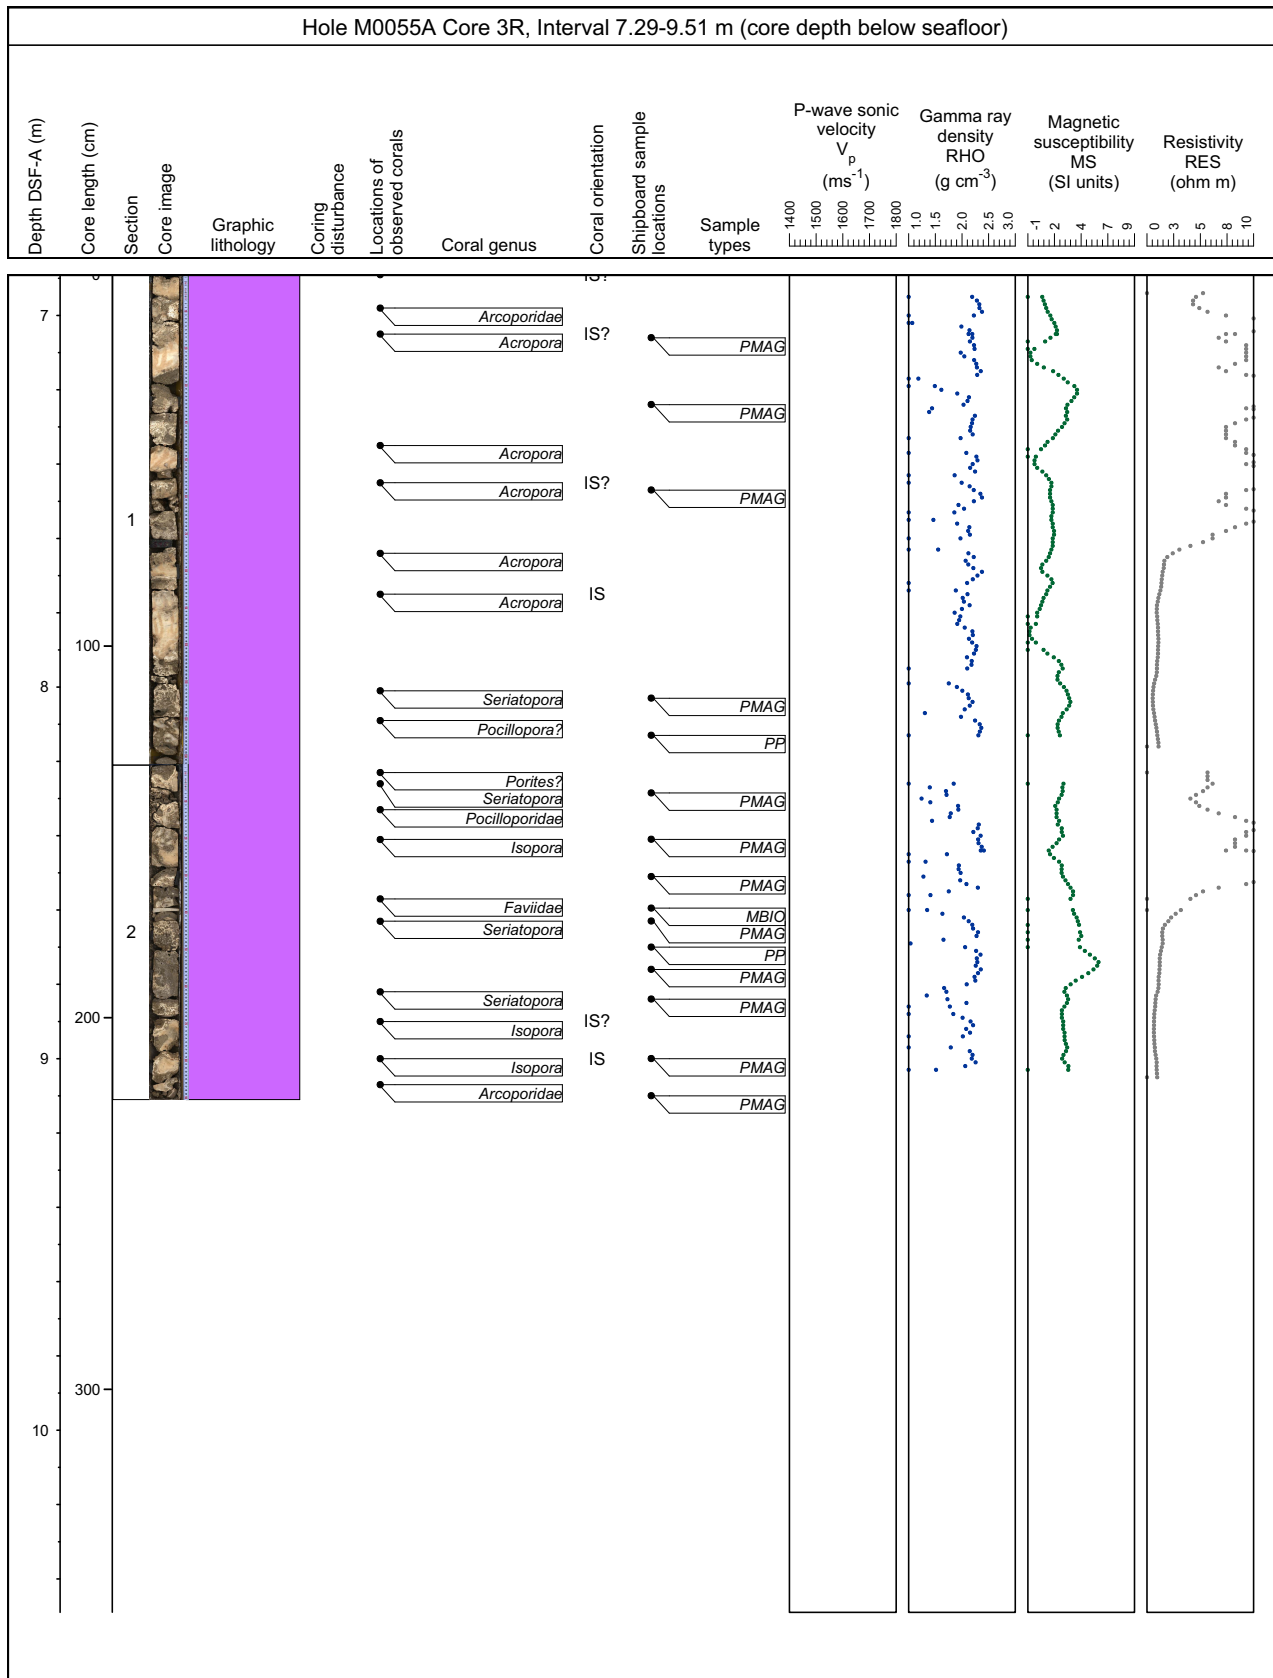 Hole M0055A Core 3R, Interval 7.29-9.51 m (core depth below seafloor)
Depth DSF-A (m)
Core length (cm)
Section
Core image
Graphic
lithology
Coring
disturbance
Locations of
observed corals
Coral genus
Coral orientation
Shipboard sample
locations
Sample
types
P-wave sonic
velocity
Vp
(ms-1)
1400
1500
1600
1700
1800
Gamma ray
density
RHO
(g cm-3)
1.0
1.5
2.0
2.5
3.0
Magnetic
susceptibility
MS
(SI units)
-1
2
4
7
9
Resistivity
RES
(ohm m)
0
3
5
8
10
0
IS?
7
Arcoporidae
IS?
Acropora
PMAG
PMAG
Acropora
IS?
Acropora
PMAG
1
Acropora
IS
Acropora
100
8
Seriatopora
PMAG
Pocillopora?
PP
Porites?
Seriatopora
PMAG
Pocilloporidae
Isopora
PMAG
PMAG
Faviidae
MBIO
2
Seriatopora
PMAG
PP
PMAG
Seriatopora
PMAG
200
IS?
Isopora
9
IS
Isopora
PMAG
Arcoporidae
PMAG
300
10